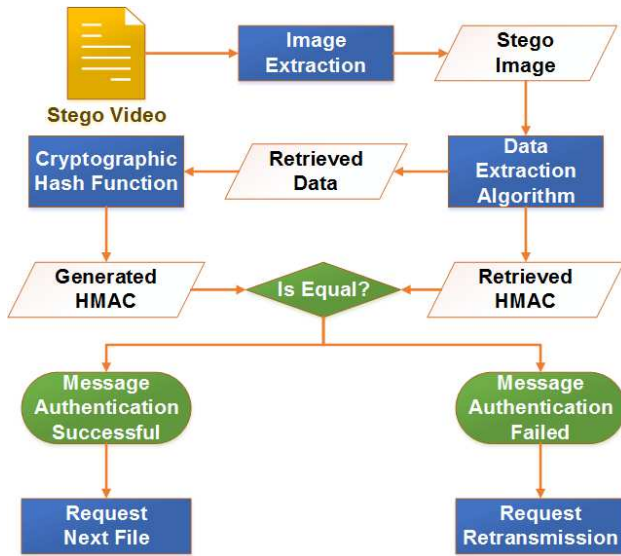 Image
Extraction
Stego
Image
Stego Video
Cryptographic
Hash Function
Retrieved
Data
Data
Extraction
Algorithm
Generated
HMAC
Is Equal?
Retrieved
HMAC
Message
Authentication
Successful
Message
Authentication
Failed
Request
Next File
Request
Retransmission